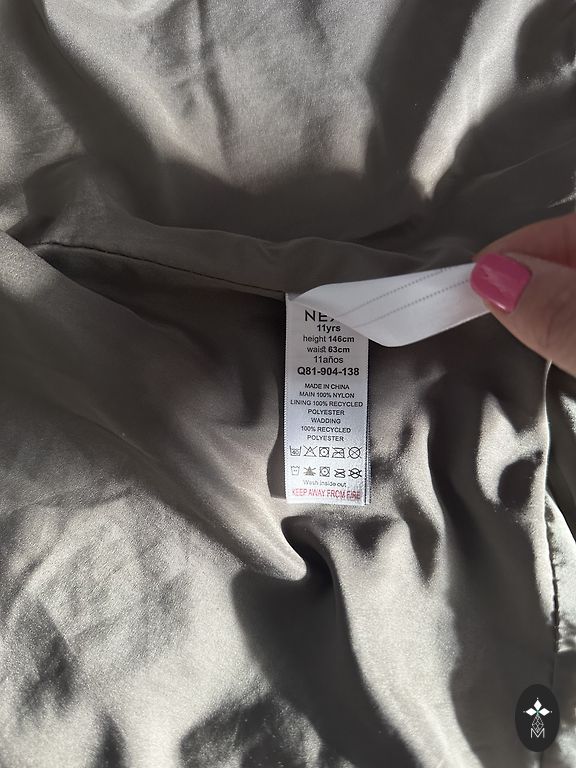 NEX
11yrs
height 146cm
waist 63cm
11años
Q81-904-138
MADE IN CHINA
MAIN 100% NYLON
LINING 100% RECYCLED
POLYESTER
WADDING
100% RECYCLED
POLYESTER
Wash inside out
KEEP AWAY FROM FIRE
M